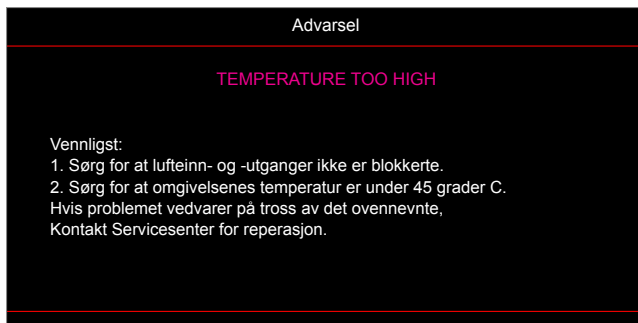 Advarsel
TEMPERATURE TOO HIGH
Vennligst:
1. Sørg for at lufteinn- og -utganger ikke er blokkerte.
2. Sørg for at omgivelsenes temperatur er under 45 grader C.
Hvis problemet vedvarer på tross av det ovennevnte,
Kontakt Servicesenter for reperasjon.